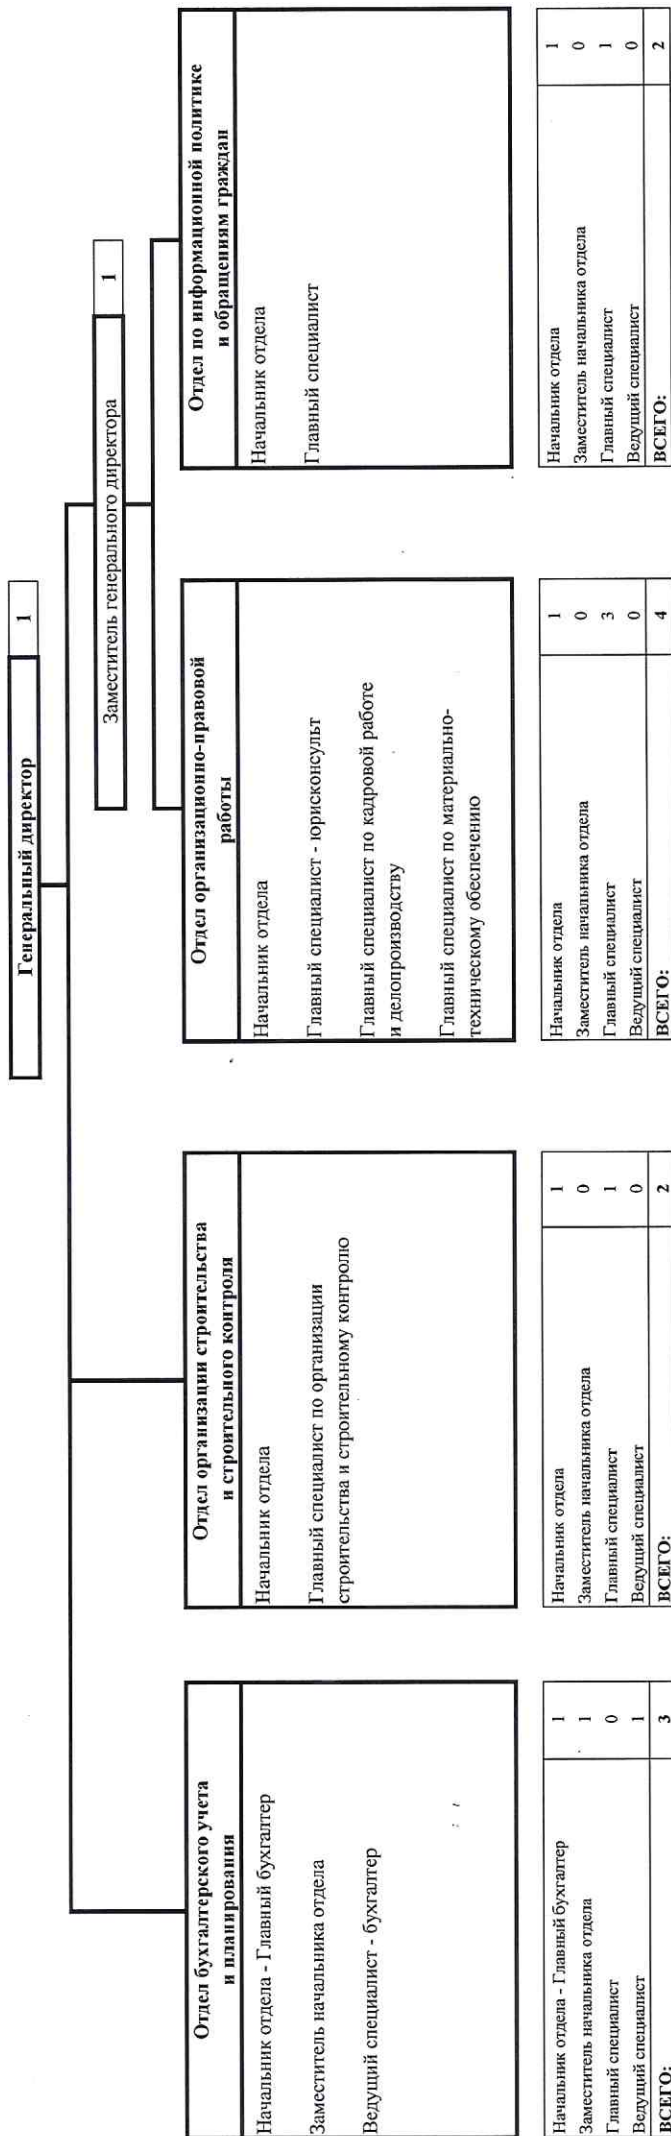 Генеральный директор 1
Заместитель генерального директора 1
Отдел бухгалтерского учета
и планирования
Начальник отдела - Главный бухгалтер
Заместитель начальника отдела
Ведущий специалист - бухгалтер
Отдел организации строительства
и строительного контроля
Начальник отдела
Главный специалист по организации
строительства и строительному контролю
Отдел организационно-правовой
работы
Начальник отдела
Главный специалист - юрисконсульт
Главный специалист по кадровой работе
и делопроизводству
Главный специалист по материально-
техническому обеспечению
Отдел по информационной политике
и обращениям граждан
Начальник отдела
Главный специалист
Начальник отдела - Главный бухгалтер 1
Заместитель начальника отдела 1
Главный специалист 0
Ведущий специалист 1
ВСЕГО: 3
Начальник отдела 1
Заместитель начальника отдела 0
Главный специалист 1
Ведущий специалист 0
ВСЕГО: 2
Начальник отдела 1
Заместитель начальника отдела 0
Главный специалист 3
Ведущий специалист 0
ВСЕГО: 4
Начальник отдела 1
Заместитель начальника отдела 0
Главный специалист 1
Ведущий специалист 0
ВСЕГО: 2